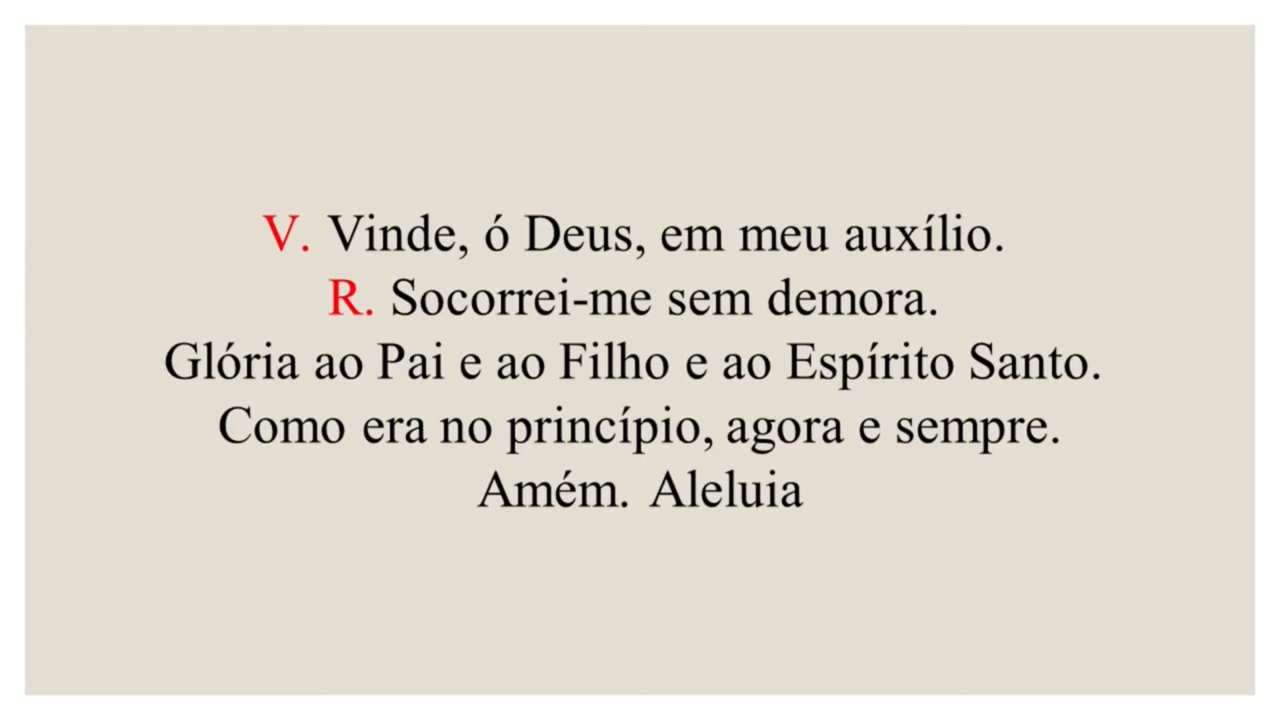 V. Vinde, ó Deus, em meu auxílio.
R. Socorrei-me sem demora.
Glória ao Pai e ao Filho e ao Espírito Santo.
Como era no princípio, agora e sempre.
Amém. Aleluia